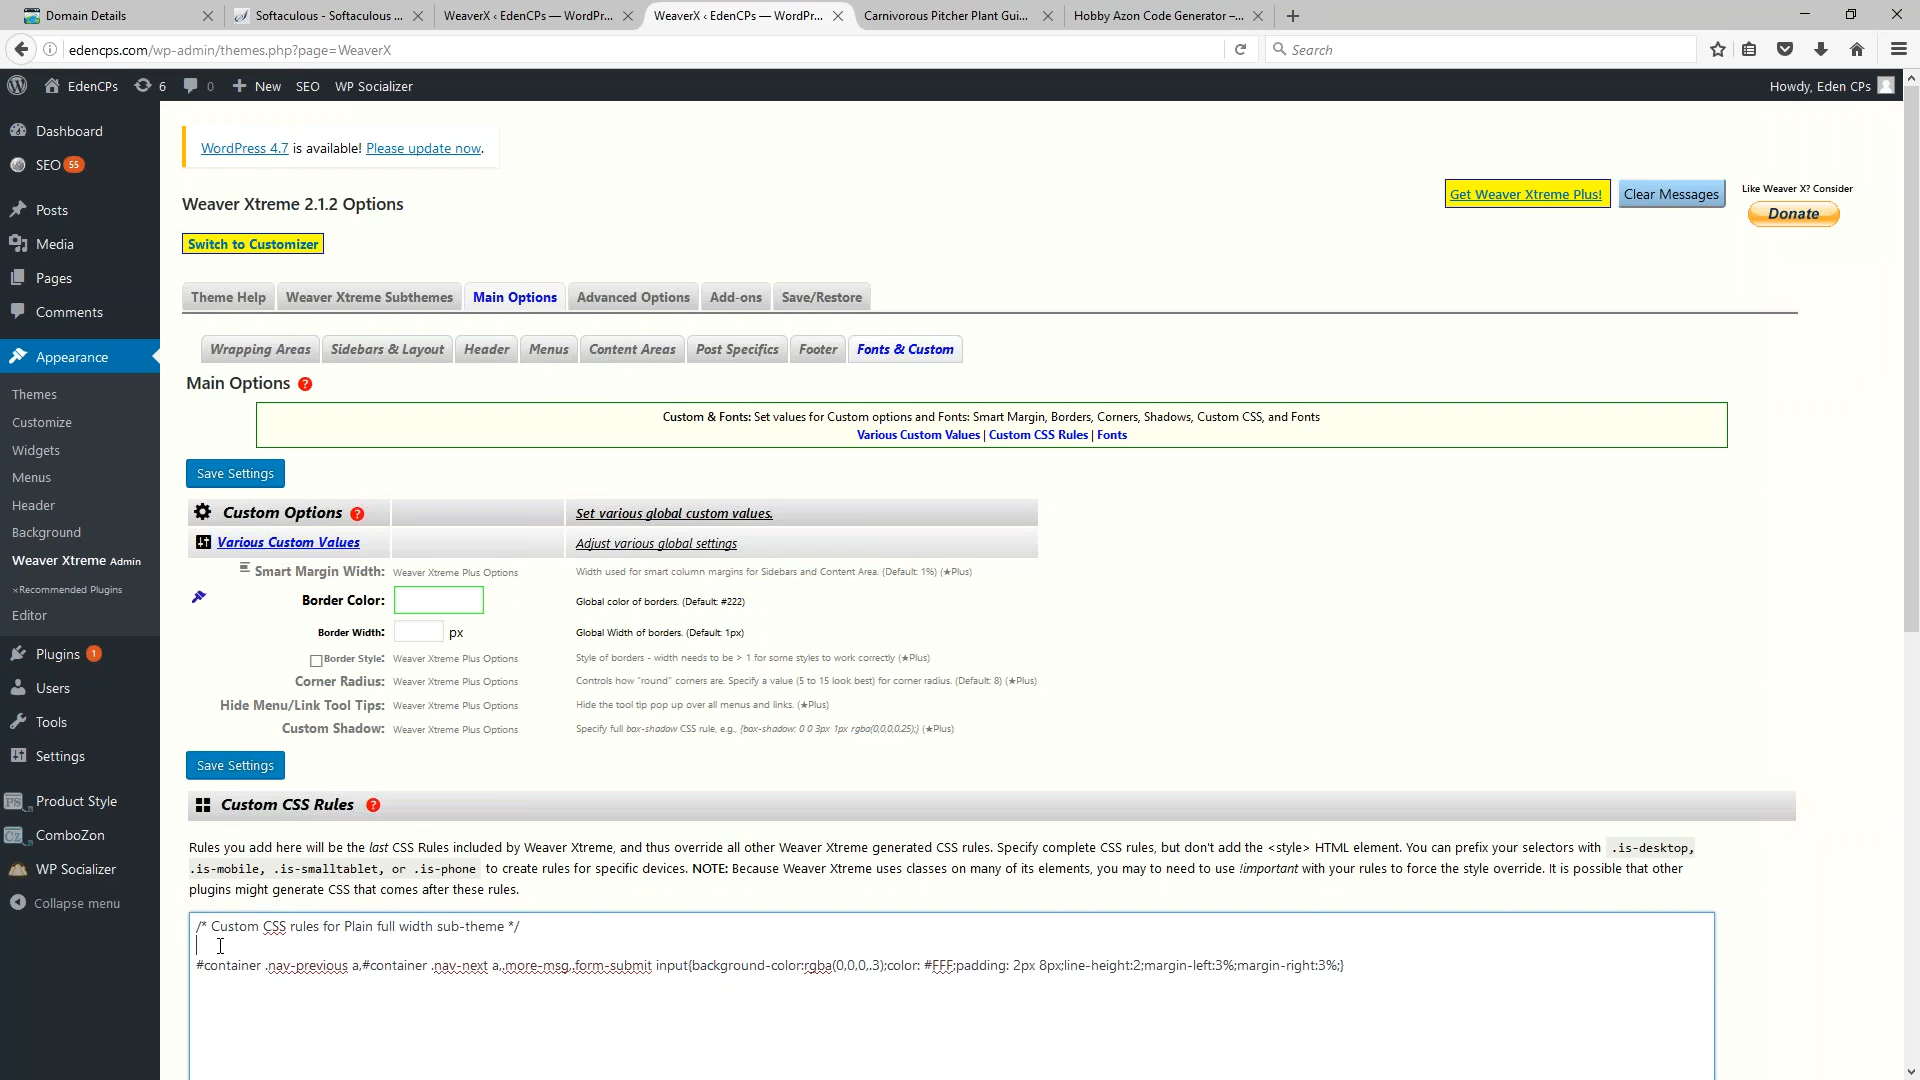 Domain Details
Softaculous - Softaculous ...
WeaverX ‹ EdenCPs — WordPr...
WeaverX ‹ EdenCPs — WordPr...
Carnivorous Pitcher Plant Gui...
Hobby Azon Code Generator –...
edencps.com/wp-admin/themes.php?page=WeaverX
Search
EdenCPs
6
0
New
SEO
WP Socializer
Howdy, Eden CPs
Dashboard
SEO 55
Posts
Media
Pages
Comments
Appearance
Themes
Customize
Widgets
Menus
Header
Background
Weaver Xtreme Admin
×Recommended Plugins
Editor
Plugins 1
Users
Tools
Settings
Product Style
ComboZon
WP Socializer
Collapse menu
WordPress 4.7 is available! Please update now.
Weaver Xtreme 2.1.2 Options
Get Weaver Xtreme Plus!
Clear Messages
Like Weaver X? Consider
Donate
Switch to Customizer
Theme Help
Weaver Xtreme Subthemes
Main Options
Advanced Options
Add-ons
Save/Restore
Wrapping Areas
Sidebars & Layout
Header
Menus
Content Areas
Post Specifics
Footer
Fonts & Custom
Main Options ?
Custom & Fonts: Set values for Custom options and Fonts: Smart Margin, Borders, Corners, Shadows, Custom CSS, and Fonts
Various Custom Values | Custom CSS Rules | Fonts
Save Settings
Custom Options ? Set various global custom values.
Various Custom Values Adjust various global settings
Smart Margin Width: Weaver Xtreme Plus Options Width used for smart column margins for Sidebars and Content Area. (Default: 1%) (★Plus)
Border Color: Global color of borders. (Default: #222)
Border Width: px Global Width of borders. (Default: 1px)
Border Style: Weaver Xtreme Plus Options Style of borders - width needs to be > 1 for some styles to work correctly (★Plus)
Corner Radius: Weaver Xtreme Plus Options Controls how "round" corners are. Specify a value (5 to 15 look best) for corner radius. (Default: 8) (★Plus)
Hide Menu/Link Tool Tips: Weaver Xtreme Plus Options Hide the tool tip pop up over all menus and links. (★Plus)
Custom Shadow: Weaver Xtreme Plus Options Specify full box-shadow CSS rule, e.g., {box-shadow: 0 0 3px 1px rgba(0,0,0,0.25);} (★Plus)
Save Settings
Custom CSS Rules ?
Rules you add here will be the last CSS Rules included by Weaver Xtreme, and thus override all other Weaver Xtreme generated CSS rules. Specify complete CSS rules, but don't add the <style> HTML element. You can prefix your selectors with .is-desktop,
.is-mobile, .is-smalltablet, or .is-phone to create rules for specific devices. NOTE: Because Weaver Xtreme uses classes on many of its elements, you may to need to use !important with your rules to force the style override. It is possible that other
plugins might generate CSS that comes after these rules.
/* Custom CSS rules for Plain full width sub-theme */
#container .nav-previous a,#container .nav-next a,.more-msg,.form-submit input{background-color:rgba(0,0,0,.3);color: #FFF;padding: 2px 8px;line-height:2;margin-left:3%;margin-right:3%;}